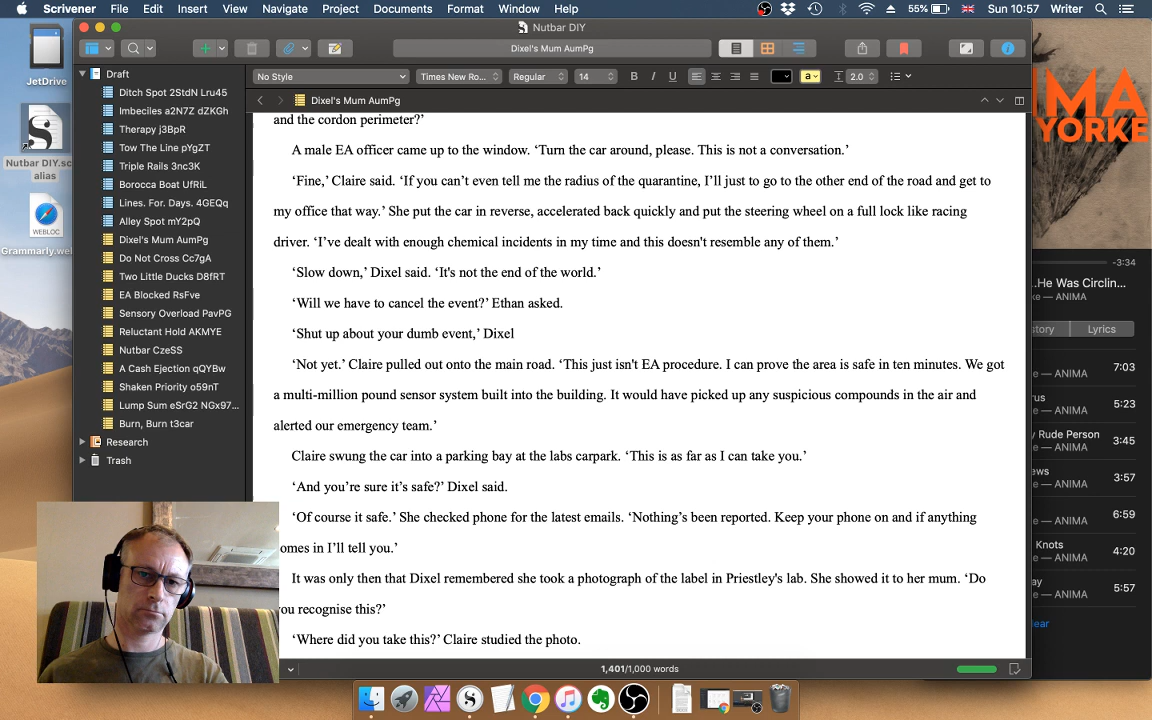 Scrivener File Edit Insert View Navigate Project Documents Format Window Help 55% Sun 10:57 Writer
Nutbar DIY
Dixel's Mum AumPg
No Style Times New Ro... Regular 14 B I U a 2.0
Dixel's Mum AumPg
JetDrive
Nutbar DIY.sc
alias
WEBLOC
Grammarly.we
Draft
Ditch Spot 2StdN Lru45
Imbeciles a2N7Z dZKGh
Therapy j3BpR
Tow The Line pYgZT
Triple Rails 3nc3K
Borocca Boat UfRiL
Lines. For. Days. 4GEQq
Alley Spot mY2pQ
Dixel's Mum AumPg
Do Not Cross Cc7gA
Two Little Ducks D8fRT
EA Blocked RsFve
Sensory Overload PavPG
Reluctant Hold AKMYE
Nutbar CzeSS
A Cash Ejection qQYBw
Shaken Priority o59nT
Lump Sum eSrG2 NGx97...
Burn, Burn t3car
Research
Trash
and the cordon perimeter?’
A male EA officer came up to the window. ‘Turn the car around, please. This is not a conversation.’
‘Fine,’ Claire said. ‘If you can’t even tell me the radius of the quarantine, I’ll just to go to the other end of the road and get to
my office that way.’ She put the car in reverse, accelerated back quickly and put the steering wheel on a full lock like racing
driver. ‘I’ve dealt with enough chemical incidents in my time and this doesn't resemble any of them.’
‘Slow down,’ Dixel said. ‘It's not the end of the world.’
‘Will we have to cancel the event?’ Ethan asked.
‘Shut up about your dumb event,’ Dixel
‘Not yet.’ Claire pulled out onto the main road. ‘This just isn't EA procedure. I can prove the area is safe in ten minutes. We got
a multi-million pound sensor system built into the building. It would have picked up any suspicious compounds in the air and
alerted our emergency team.’
Claire swung the car into a parking bay at the labs carpark. ‘This is as far as I can take you.’
‘And you’re sure it’s safe?’ Dixel said.
‘Of course it safe.’ She checked phone for the latest emails. ‘Nothing’s been reported. Keep your phone on and if anything
omes in I’ll tell you.’
It was only then that Dixel remembered she took a photograph of the label in Priestley's lab. She showed it to her mum. ‘Do
you recognise this?’
‘Where did you take this?’ Claire studied the photo.
1,401/1,000 words
MA
YORKE
-3:34
..He Was Circlin...
ke — ANIMA
story Lyrics
ke — ANIMA 7:03
rus
e — ANIMA 5:23
y Rude Person
e — ANIMA 3:45
ews
e — ANIMA 3:57
e — ANIMA 6:59
Knots
e — ANIMA 4:20
ay
e — ANIMA 5:57
lear